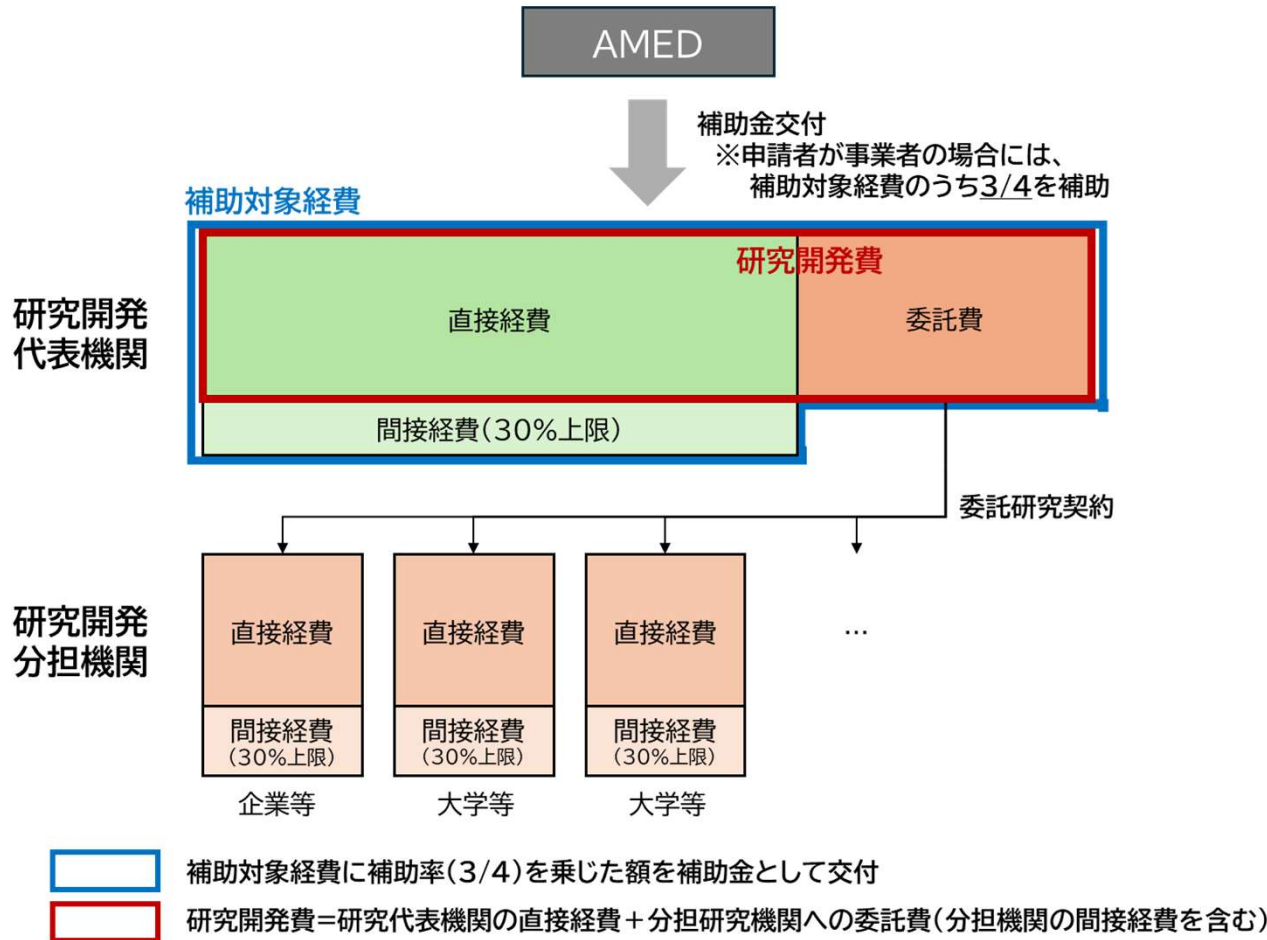 AMED
補助金交付
※申請者が事業者の場合には、
補助対象経費のうち3/4を補助
補助対象経費
研究開発費
研究開発
代表機関
直接経費
委託費
間接経費(30%上限)
委託研究契約
研究開発
分担機関
直接経費
直接経費
直接経費
…
間接経費
(30%上限)
間接経費
(30%上限)
間接経費
(30%上限)
企業等
大学等
大学等
補助対象経費に補助率(3/4)を乗じた額を補助金として交付
研究開発費=研究代表機関の直接経費+分担研究機関への委託費(分担機関の間接経費を含む)